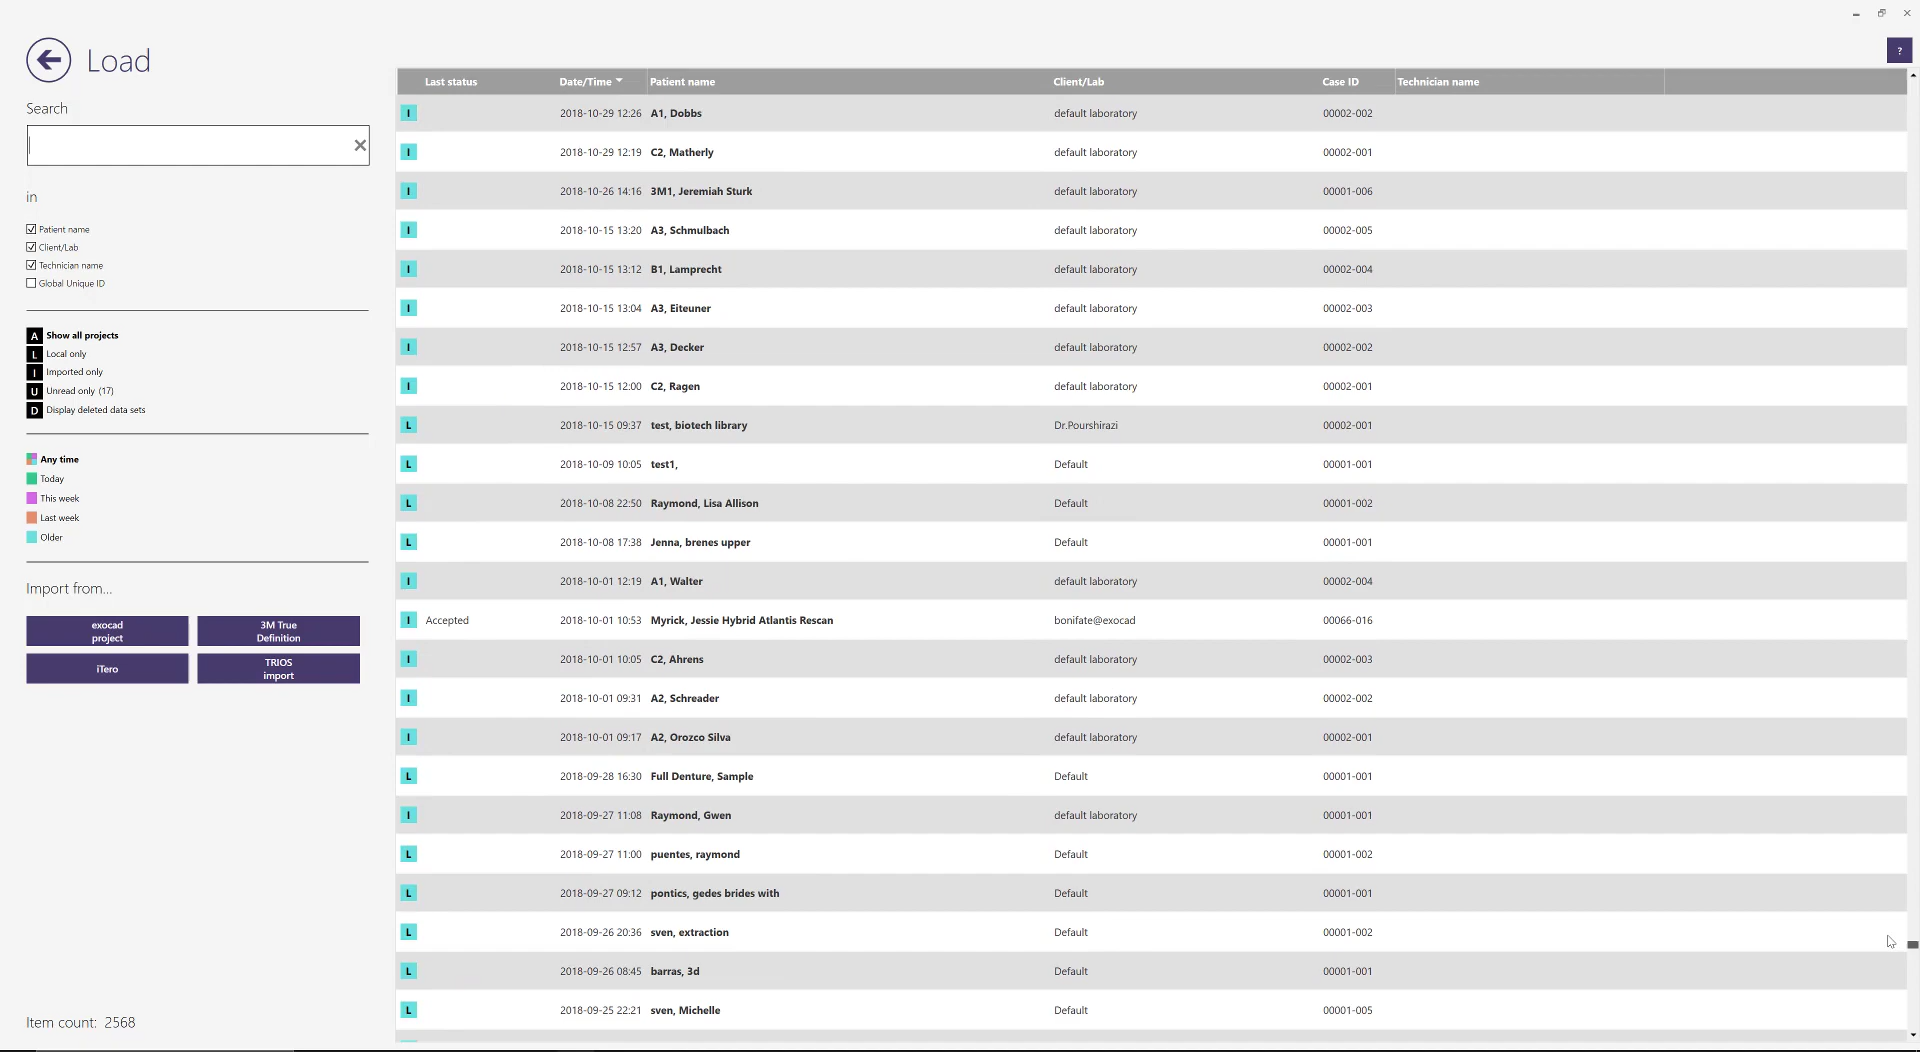 Load
?
Search
in
Patient name
Client/Lab
Technician name
Global Unique ID
A Show all projects
L Local only
I Imported only
U Unread only (17)
D Display deleted data sets
Any time
Today
This week
Last week
Older
Import from...
exocad
project
3M True
Definition
iTero
TRIOS
import
Item count: 2568
Last status Date/Time Patient name Client/Lab Case ID Technician name
I 2018-10-29 12:26 A1, Dobbs default laboratory 00002-002
I 2018-10-29 12:19 C2, Matherly default laboratory 00002-001
I 2018-10-26 14:16 3M1, Jeremiah Sturk default laboratory 00001-006
I 2018-10-15 13:20 A3, Schmulbach default laboratory 00002-005
I 2018-10-15 13:12 B1, Lamprecht default laboratory 00002-004
I 2018-10-15 13:04 A3, Eiteuner default laboratory 00002-003
I 2018-10-15 12:57 A3, Decker default laboratory 00002-002
I 2018-10-15 12:00 C2, Ragen default laboratory 00002-001
L 2018-10-15 09:37 test, biotech library Dr.Pourshirazi 00002-001
L 2018-10-09 10:05 test1, Default 00001-001
L 2018-10-08 22:50 Raymond, Lisa Allison Default 00001-002
L 2018-10-08 17:38 Jenna, brenes upper Default 00001-001
I 2018-10-01 12:19 A1, Walter default laboratory 00002-004
I Accepted 2018-10-01 10:53 Myrick, Jessie Hybrid Atlantis Rescan bonifate@exocad 00066-016
I 2018-10-01 10:05 C2, Ahrens default laboratory 00002-003
I 2018-10-01 09:31 A2, Schreader default laboratory 00002-002
I 2018-10-01 09:17 A2, Orozco Silva default laboratory 00002-001
L 2018-09-28 16:30 Full Denture, Sample Default 00001-001
I 2018-09-27 11:08 Raymond, Gwen default laboratory 00001-001
L 2018-09-27 11:00 puentes, raymond Default 00001-002
L 2018-09-27 09:12 pontics, gedes brides with Default 00001-001
L 2018-09-26 20:36 sven, extraction Default 00001-002
L 2018-09-26 08:45 barras, 3d Default 00001-001
L 2018-09-25 22:21 sven, Michelle Default 00001-005